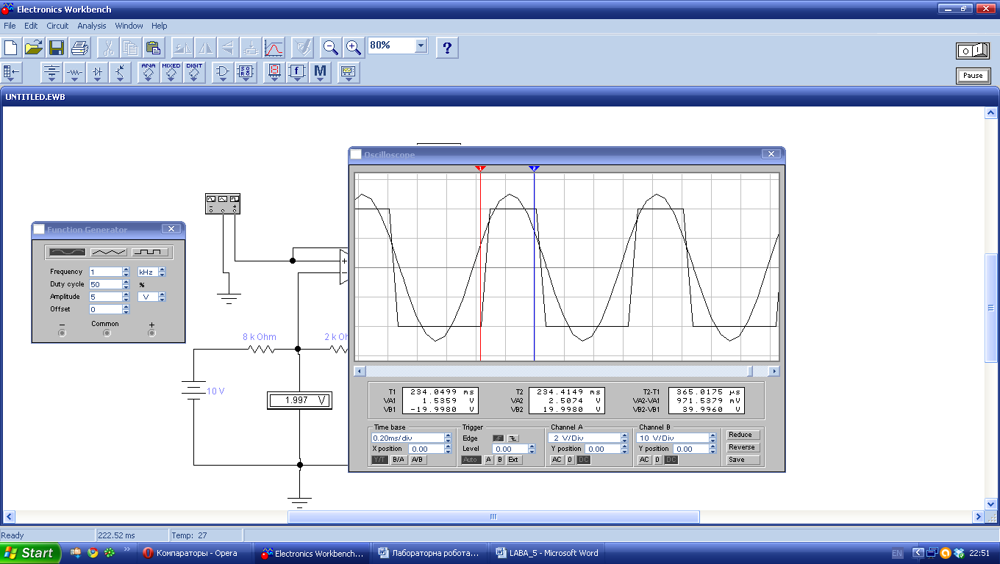 Electronics Workbench
File Edit Circuit Analysis Window Help
80%
?
Pause
ANA MIXED DIGIT
f M
UNTITLED.EWB
Oscilloscope
1 2
Function Generator
Frequency 1 kHz
Duty cycle 50 %
Amplitude 5 V
Offset 0
− Common +
+
8 k Ohm 2 k Oh
10 V
1.997 V
T1 234.0499 ms T2 234.4149 ms T2-T1 365.0175 µs
VA1 1.5359 V VA2 2.5074 V VA2-VA1 971.5379 mV
VB1 -19.9980 V VB2 19.9980 V VB2-VB1 39.9960 V
Time base Trigger Channel A Channel B
0.20ms/div Edge 2 V/Div 10 V/Div Reduce
X position 0.00 Level 0.00 Y position 0.00 Y position 0.00 Reverse
Y/T B/A A/B Auto A B Ext AC 0 DC AC 0 DC Save
Ready 222.52 ms Temp: 27
Start Компараторы - Opera Electronics Workbench... Лабораторна робота... LABA_5 - Microsoft Word EN 22:51